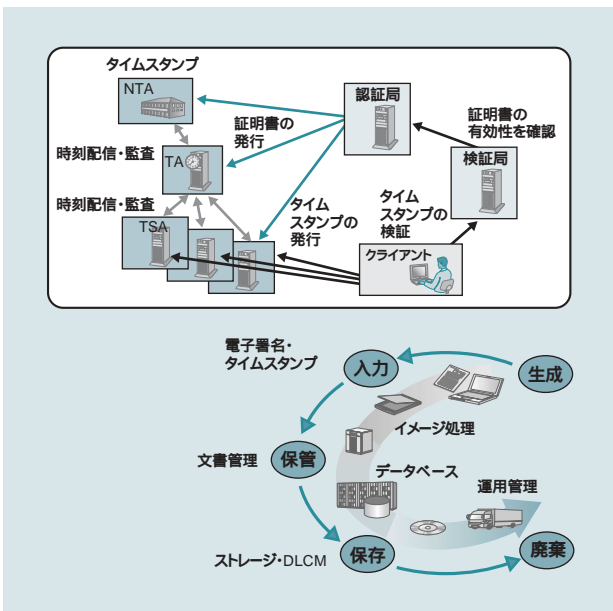 タイムスタンプ
NTA
時刻配信・監査
TA
時刻配信・監査
TSA
証明書の
発行
認証局
証明書の
有効性を確認
検証局
タイム
スタンプの
発行
タイム
スタンプの
検証
クライアント
電子署名・
タイムスタンプ
入力
生成
イメージ処理
文書管理
保管
データベース
運用管理
ストレージ・DLCM
保存
廃棄